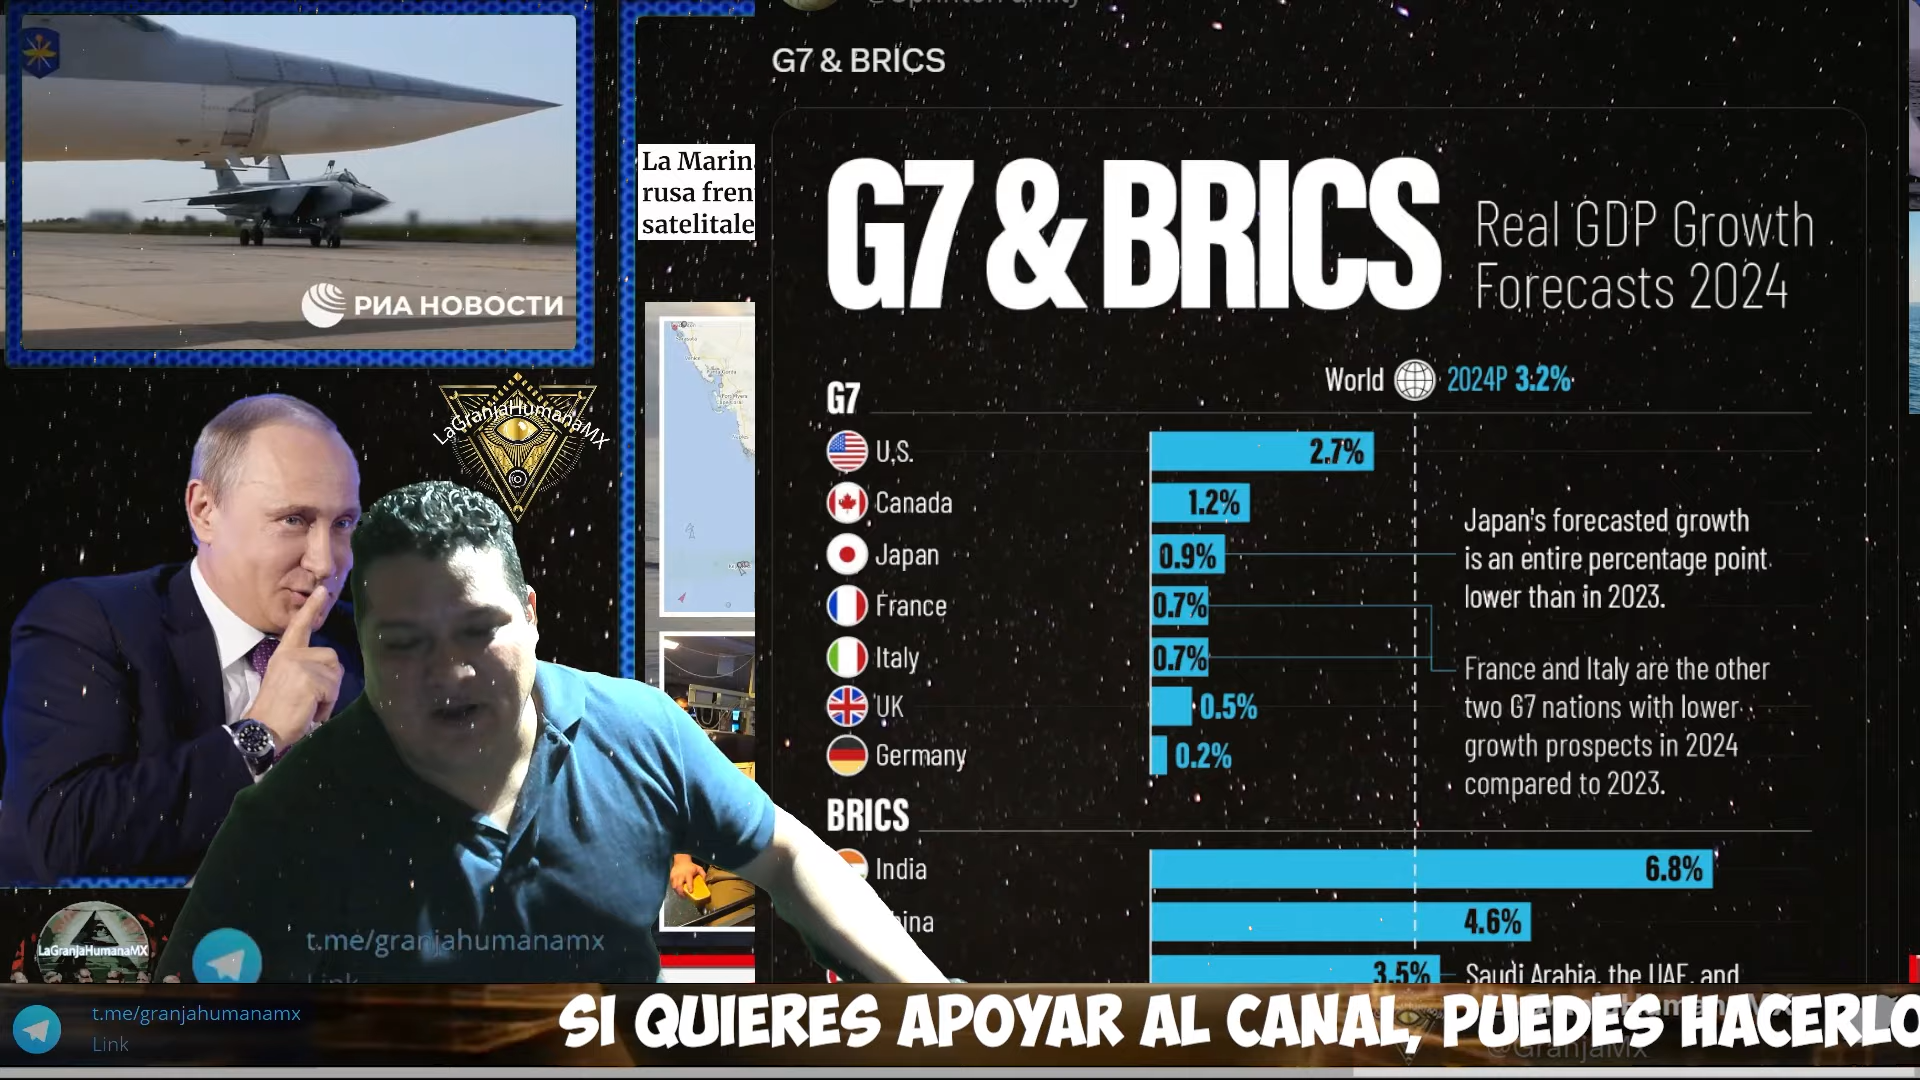 G7 & BRICS
РИА НОВОСТИ
La Marin
rusa fren
satelitale
G7 & BRICS
Real GDP Growth
Forecasts 2024
World 2024P 3.2%
G7
U.S. 2.7%
Canada 1.2%
Japan 0.9%
France 0.7%
Italy 0.7%
UK 0.5%
Germany 0.2%
Japan's forecasted growth
is an entire percentage point
lower than in 2023.
France and Italy are the other
two G7 nations with lower
growth prospects in 2024
compared to 2023.
BRICS
India 6.8%
ina 4.6%
3.5%
Saudi Arabia, the UAE, and
LaGranjaHumanaMX
LaGranjaHumanaMX
t.me/granjahumanamx
Link
t.me/granjahumanamx
Link
SI QUIERES APOYAR AL CANAL, PUEDES HACERLO
@GranjaMx